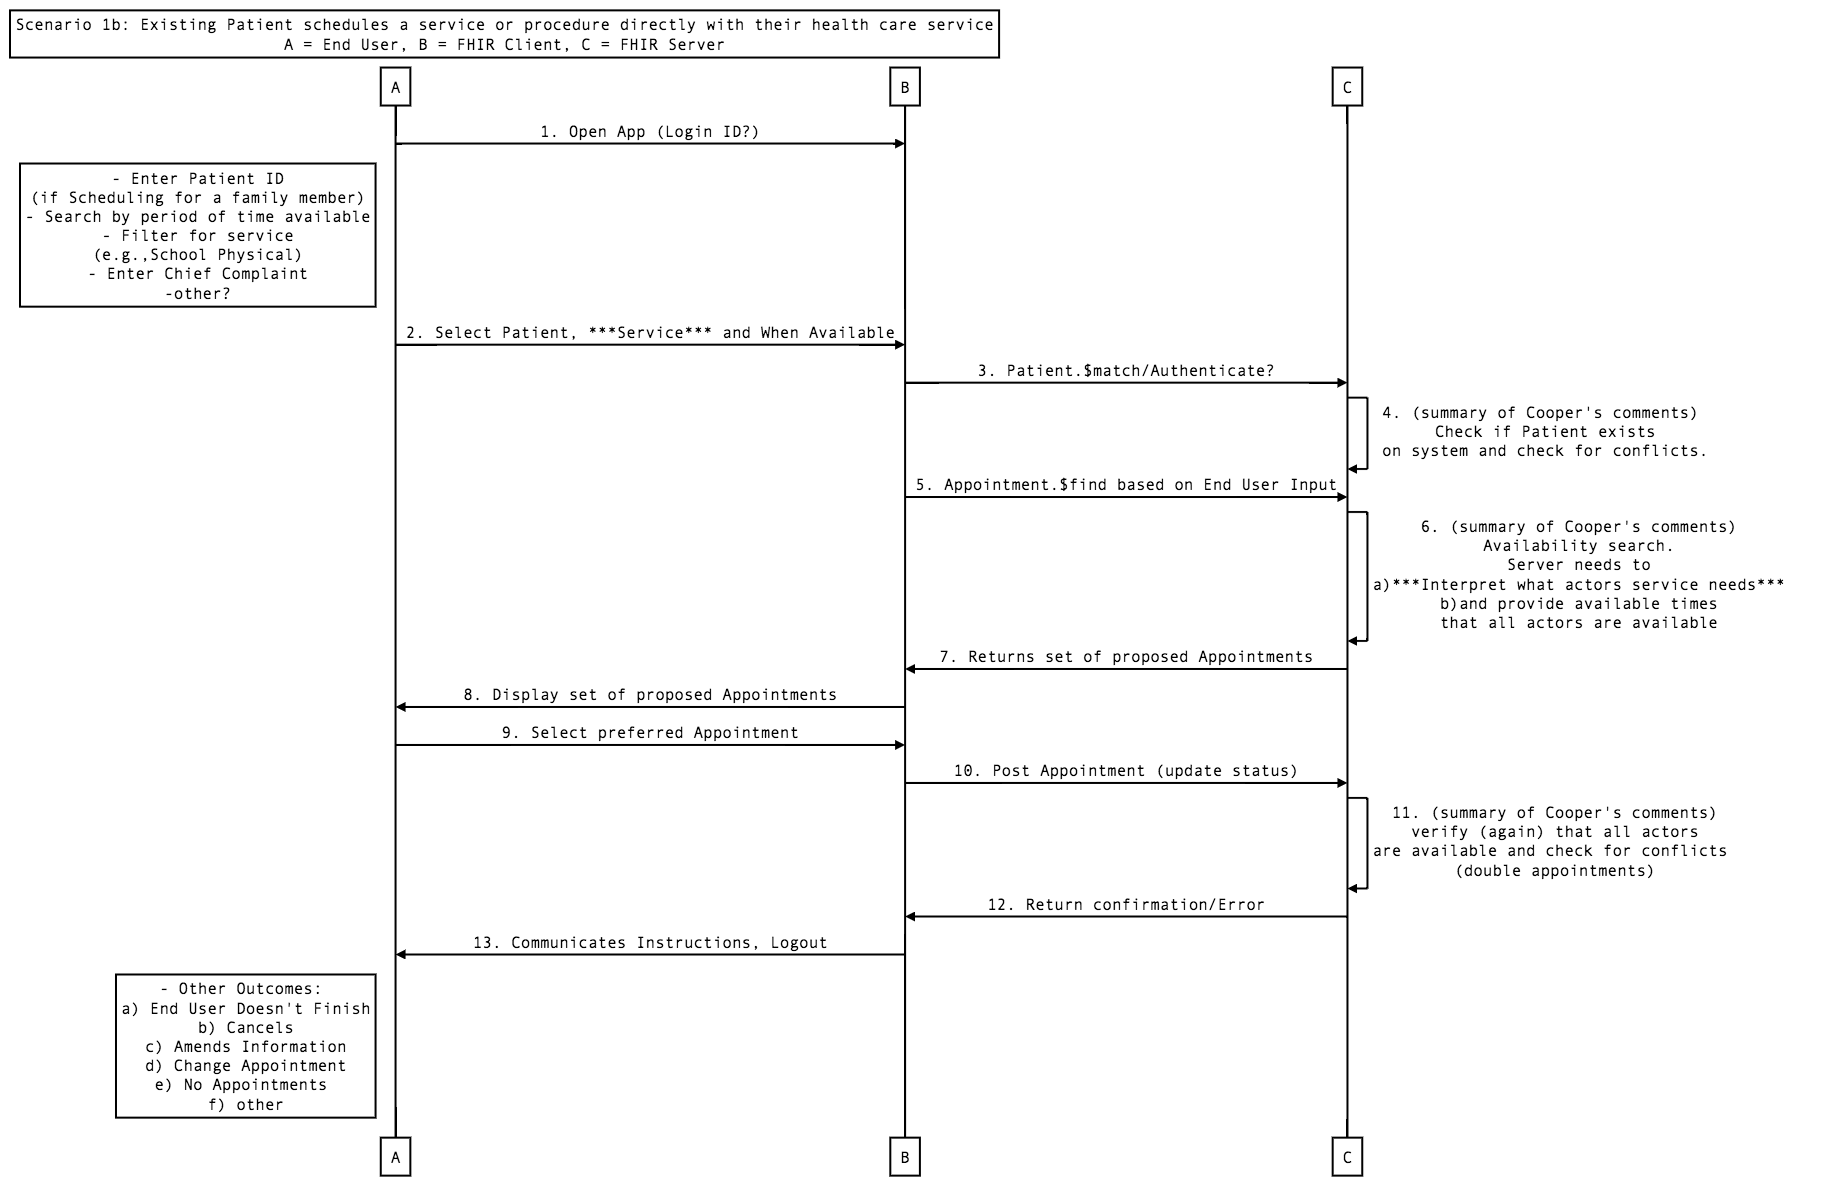 Scenario 1b: Existing Patient schedules a service or procedure directly with their health care service
A = End User, B = FHIR Client, C = FHIR Server
A
B
C
1. Open App (Login ID?)
- Enter Patient ID
(if Scheduling for a family member)
- Search by period of time available
- Filter for service
(e.g.,School Physical)
- Enter Chief Complaint
-other?
2. Select Patient, ***Service*** and When Available
3. Patient.$match/Authenticate?
4. (summary of Cooper's comments)
Check if Patient exists
on system and check for conflicts.
5. Appointment.$find based on End User Input
6. (summary of Cooper's comments)
Availability search.
Server needs to
a)***Interpret what actors service needs***
b)and provide available times
that all actors are available
7. Returns set of proposed Appointments
8. Display set of proposed Appointments
9. Select preferred Appointment
10. Post Appointment (update status)
11. (summary of Cooper's comments)
verify (again) that all actors
are available and check for conflicts
(double appointments)
12. Return confirmation/Error
13. Communicates Instructions, Logout
- Other Outcomes:
a) End User Doesn't Finish
b) Cancels
c) Amends Information
d) Change Appointment
e) No Appointments
f) other
A
B
C